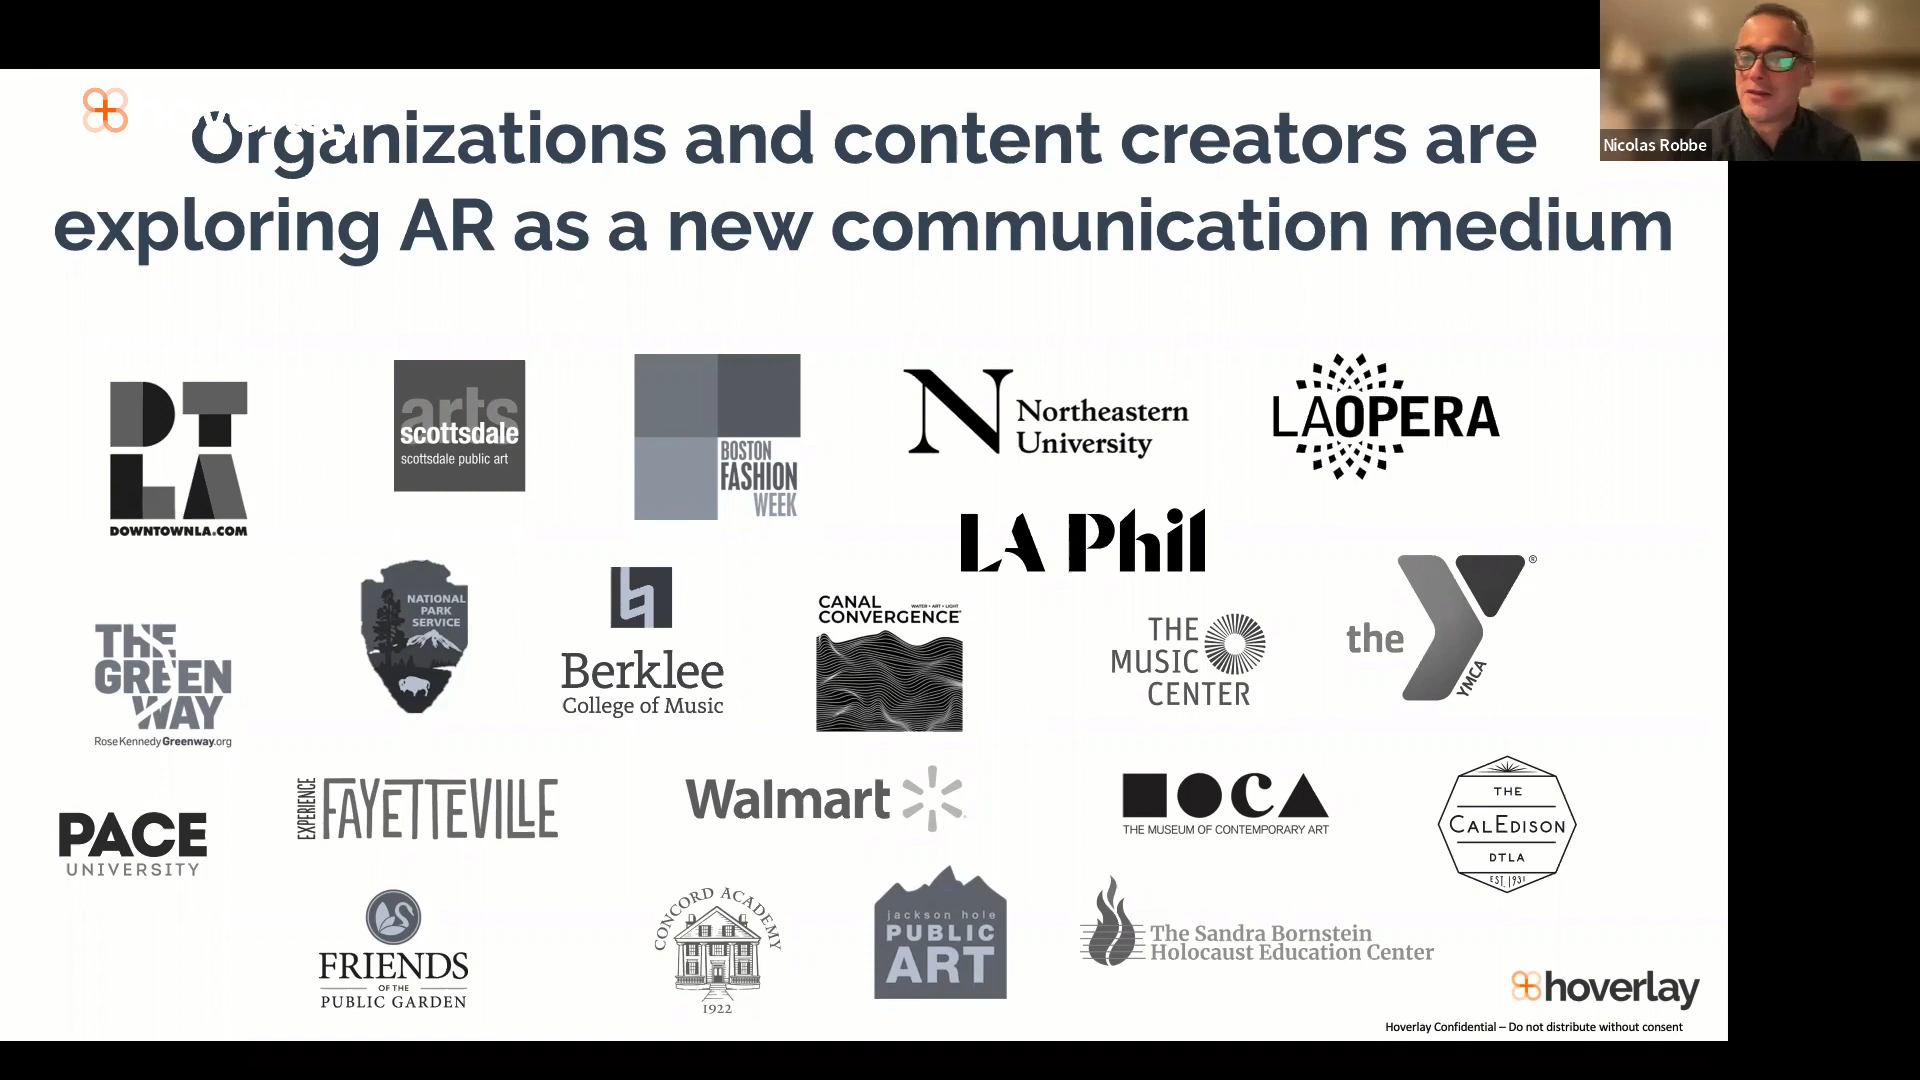 hoverlay
Organizations and content creators are
exploring AR as a new communication medium
Nicolas Robbe
DT
LA
DOWNTOWNLA.COM
arts
scottsdale
scottsdale public art
BOSTON
FASHION
WEEK
N Northeastern
University
LAOPERA
LA Phil
THE
GREEN
WAY
RoseKennedyGreenway.org
NATIONAL
PARK
SERVICE
Berklee
College of Music
CANAL WATER + ART + LIGHT
CONVERGENCE
THE
MUSIC
CENTER
the Y ®
YMCA
PACE
UNIVERSITY
EXPERIENCE FAYETTEVILLE
Walmart
MOCA
THE MUSEUM OF CONTEMPORARY ART
THE
CALEDISON
DTLA
EST. 1931
FRIENDS
OF THE
PUBLIC GARDEN
CONCORD ACADEMY
1922
jackson hole
PUBLIC
ART
The Sandra Bornstein
Holocaust Education Center
hoverlay
Hoverlay Confidential – Do not distribute without consent